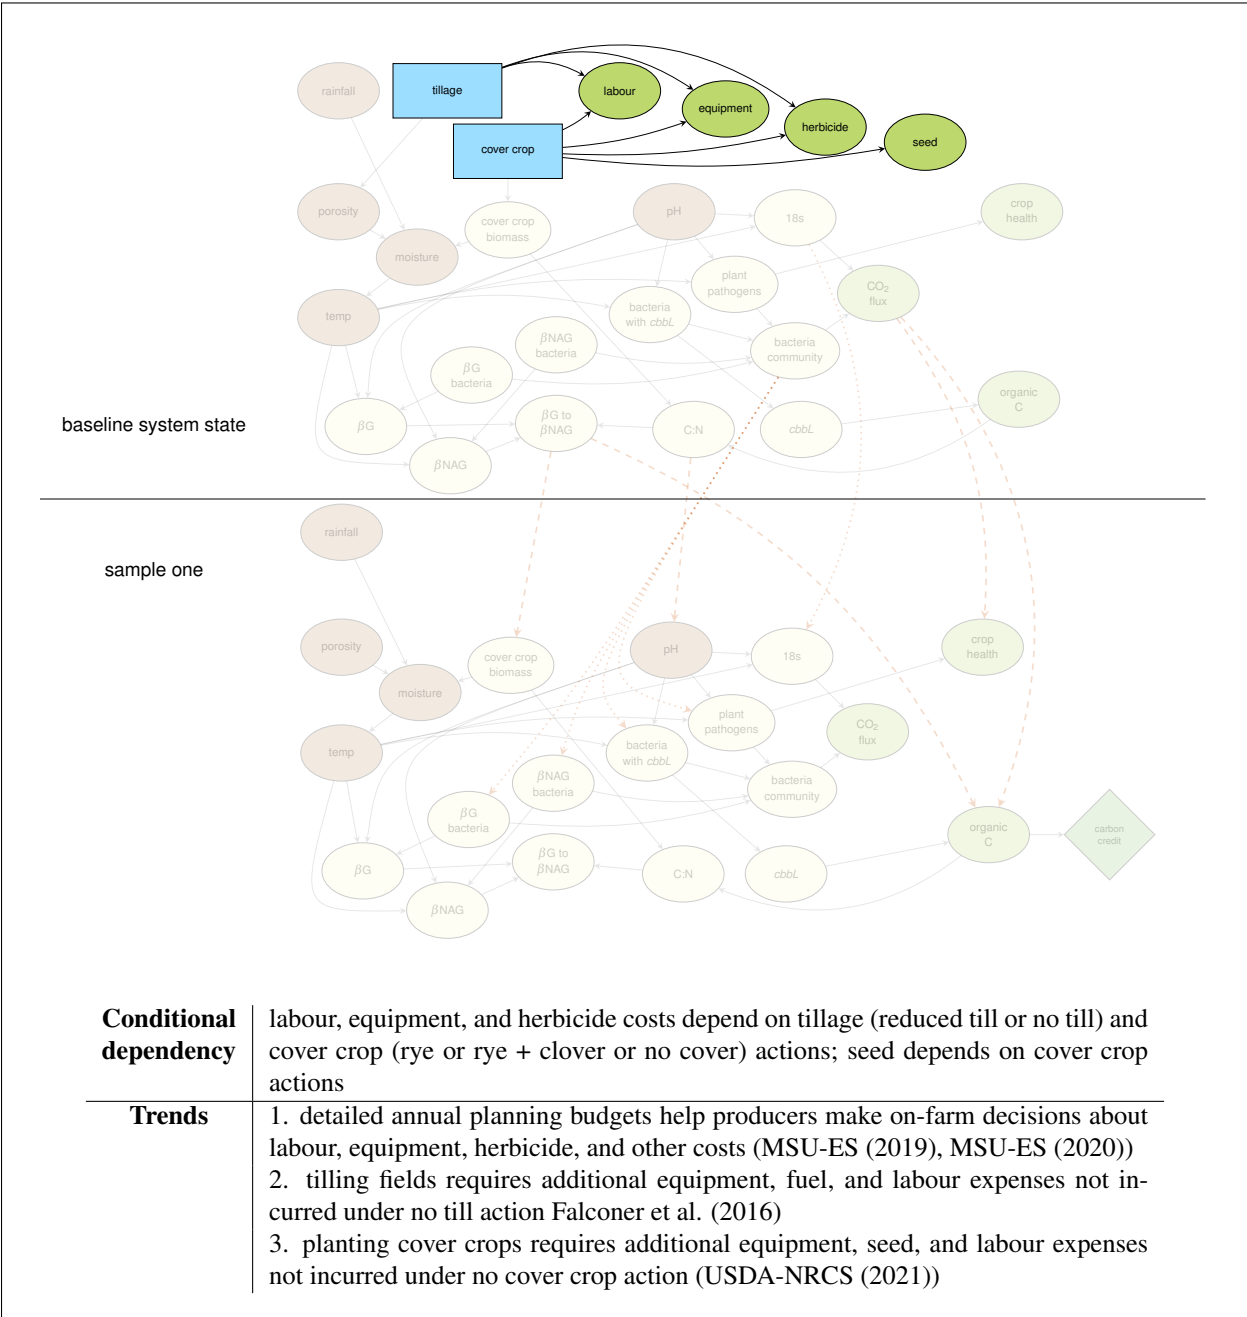 rainfall
tillage
labour
equipment
herbicide
seed
cover crop
porosity
cover crop
biomass
pH
18s
crop
health
moisture
plant
pathogens
CO₂
flux
temp
bacteria
with cbbL
βNAG
bacteria
bacteria
community
βG
bacteria
organic
C
baseline system state
βG
βG to
βNAG
C:N
cbbL
βNAG
rainfall
sample one
porosity
cover crop
biomass
pH
18s
crop
health
moisture
plant
pathogens
CO₂
flux
temp
bacteria
with cbbL
βNAG
bacteria
bacteria
community
βG
bacteria
organic
C
carbon
credit
βG
βG to
βNAG
C:N
cbbL
βNAG
Conditional
dependency
labour, equipment, and herbicide costs depend on tillage (reduced till or no till) and
cover crop (rye or rye + clover or no cover) actions; seed depends on cover crop
actions
Trends
1. detailed annual planning budgets help producers make on-farm decisions about
labour, equipment, herbicide, and other costs (MSU-ES (2019), MSU-ES (2020))
2. tilling fields requires additional equipment, fuel, and labour expenses not in-
curred under no till action Falconer et al. (2016)
3. planting cover crops requires additional equipment, seed, and labour expenses
not incurred under no cover crop action (USDA-NRCS (2021))